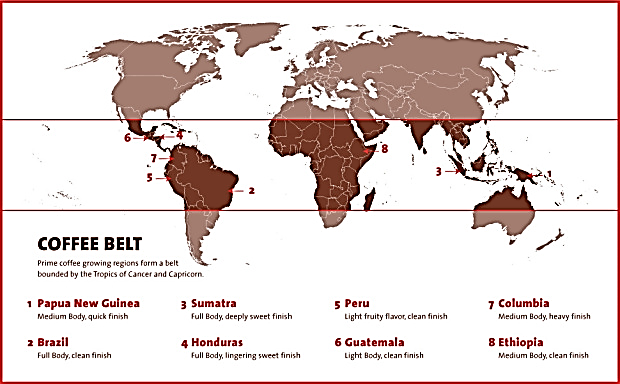 6
4
7
5
2
8
3
1
COFFEE BELT
Prime coffee growing regions form a belt
bounded by the Tropics of Cancer and Capricorn.
1 Papua New Guinea
Medium Body, quick finish
3 Sumatra
Full Body, deeply sweet finish
5 Peru
Light fruity flavor, clean finish
7 Columbia
Medium Body, heavy finish
2 Brazil
Full Body, clean finish
4 Honduras
Full Body, lingering sweet finish
6 Guatemala
Light Body, clean finish
8 Ethiopia
Medium Body, clean finish